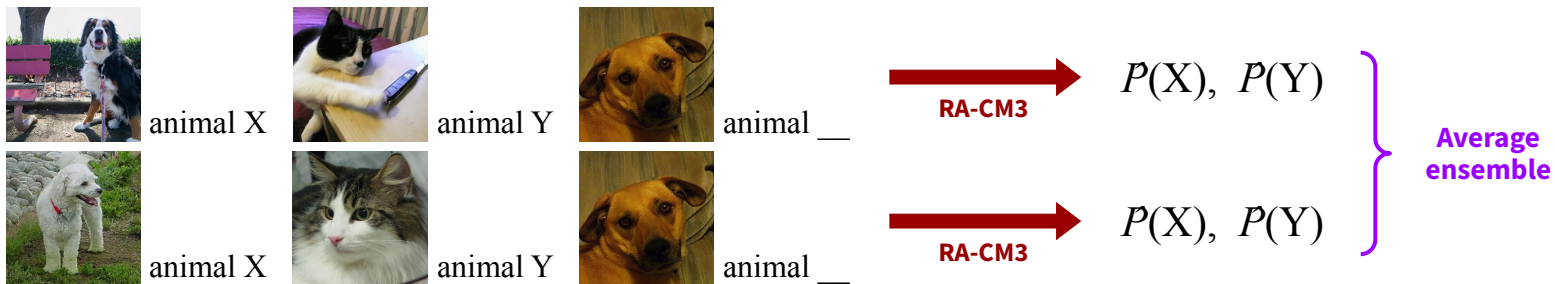 animal X animal Y animal __ RA-CM3 P̂(X), P̂(Y)
animal X animal Y animal __ RA-CM3 P̂(X), P̂(Y)
Average
ensemble